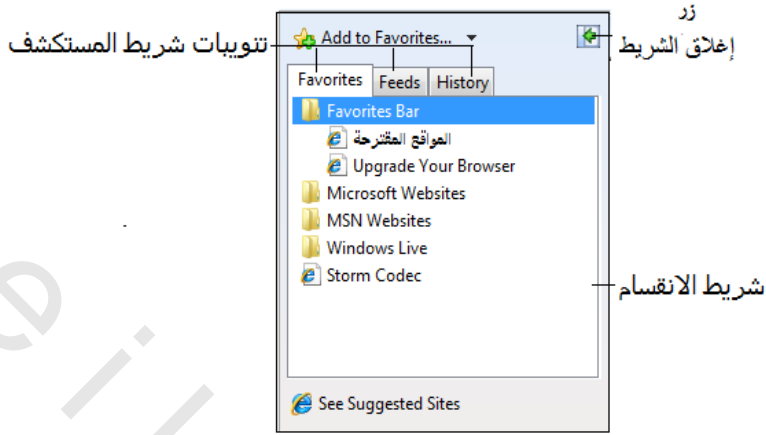 زر
إغلاق الشريط
Add to Favorites...
تنويبات شريط المستكشف
Favorites Feeds History
Favorites Bar
المواقع المقترحة
Upgrade Your Browser
Microsoft Websites
MSN Websites
Windows Live
Storm Codec
شريط الانقسام
See Suggested Sites